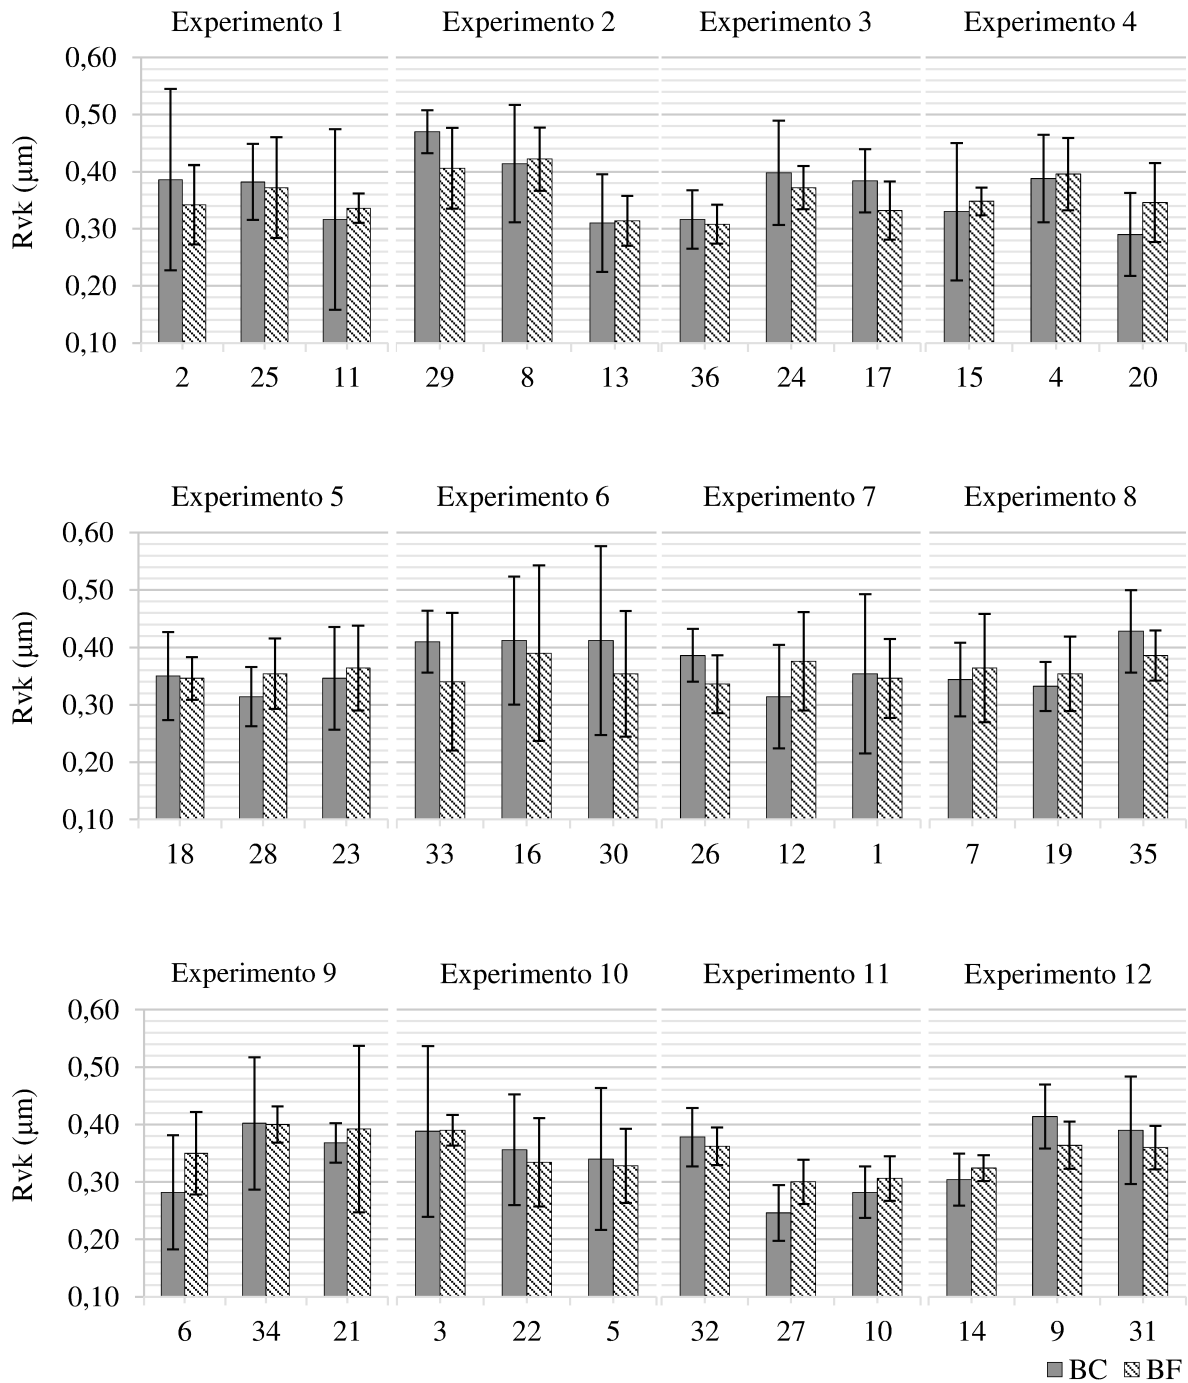 Experimento 1 Experimento 2 Experimento 3 Experimento 4
0,60
0,50
0,40
0,30
0,20
0,10
Rvk (µm)
2 25 11 29 8 13 36 24 17 15 4 20
Experimento 5 Experimento 6 Experimento 7 Experimento 8
0,60
0,50
0,40
0,30
0,20
0,10
Rvk (µm)
18 28 23 33 16 30 26 12 1 7 19 35
Experimento 9 Experimento 10 Experimento 11 Experimento 12
0,60
0,50
0,40
0,30
0,20
0,10
Rvk (µm)
6 34 21 3 22 5 32 27 10 14 9 31
BC BF